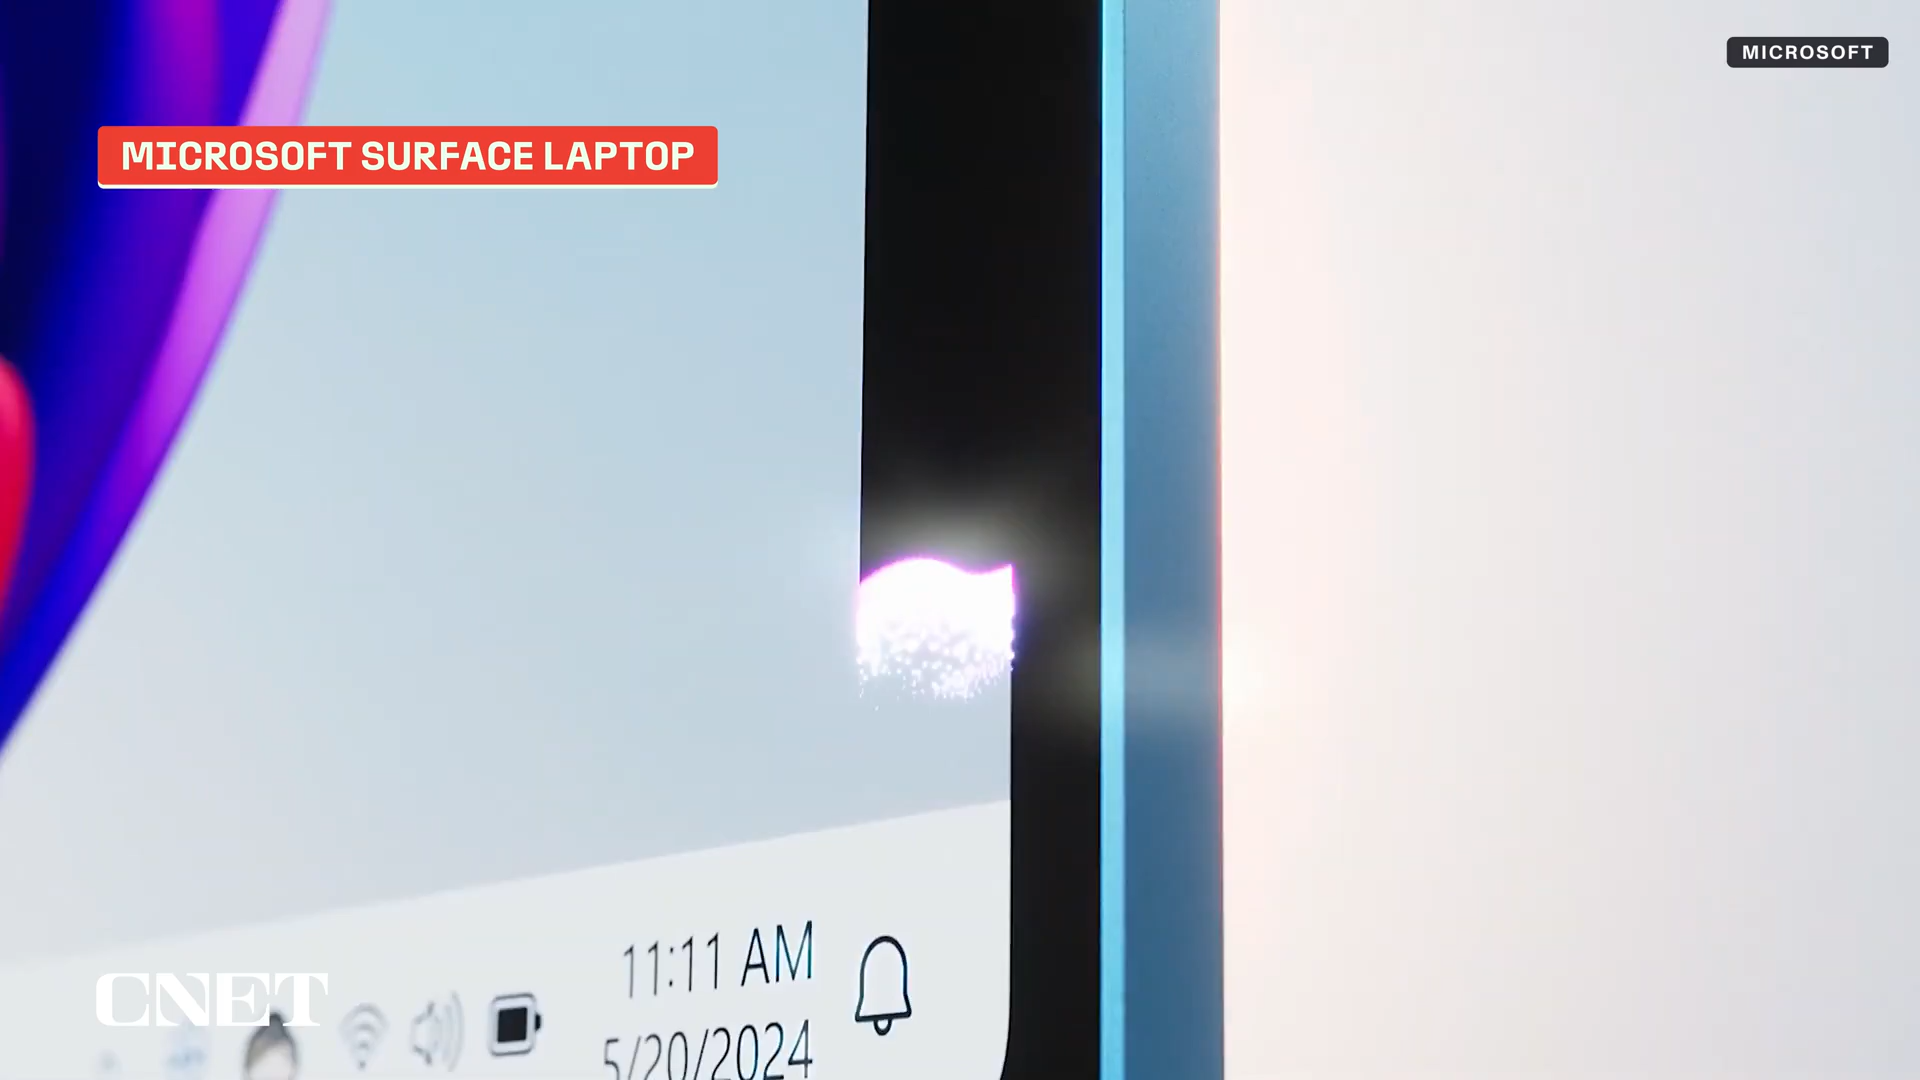 MICROSOFT
MICROSOFT SURFACE LAPTOP
11:11 AM
5/20/2024
CNET